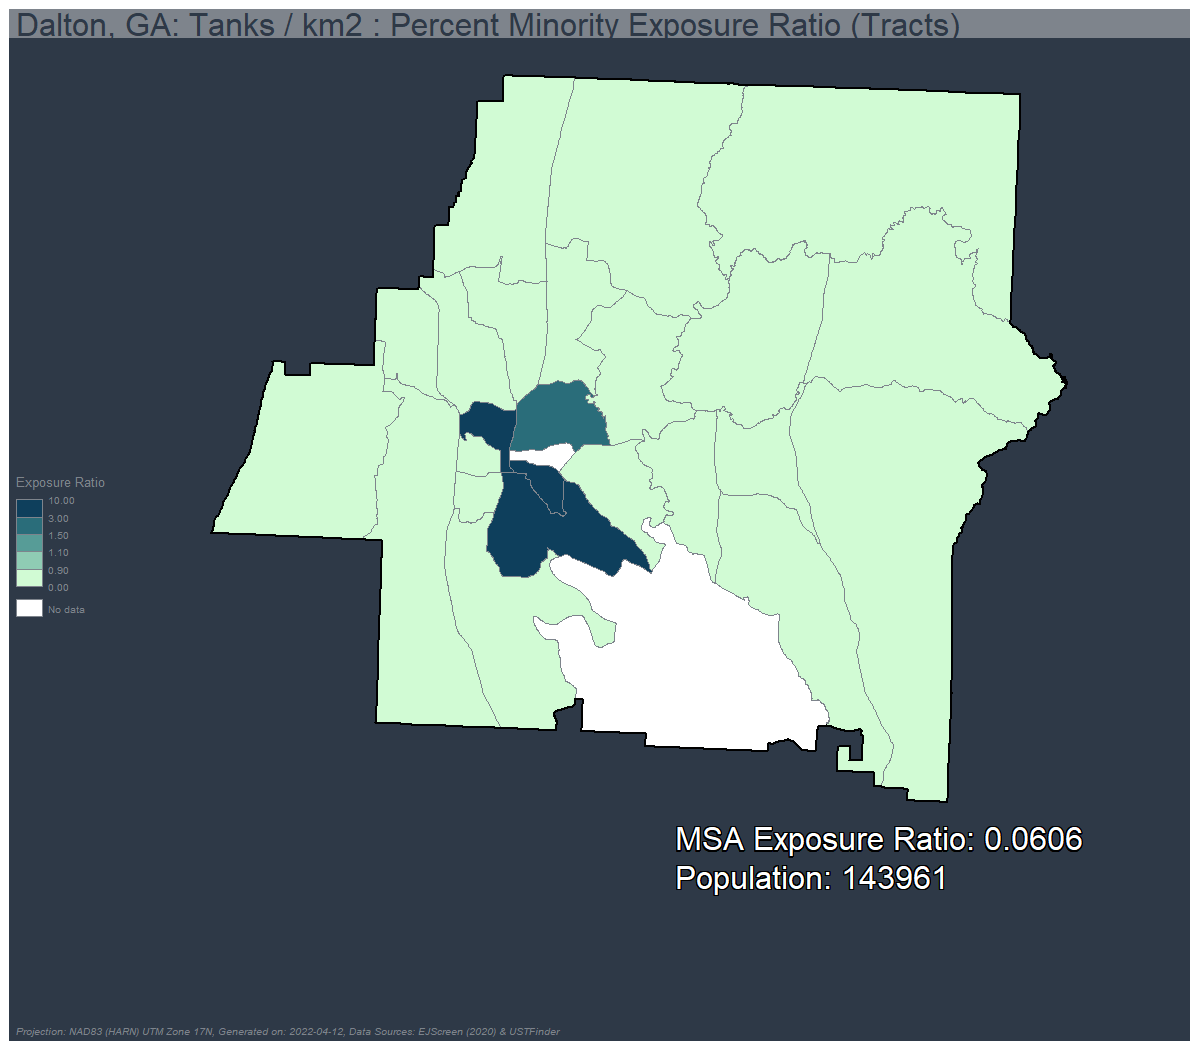 Dalton, GA: Tanks / km2 : Percent Minority Exposure Ratio (Tracts)
Exposure Ratio
10.00
3.00
1.50
1.10
0.90
0.00
No data
MSA Exposure Ratio: 0.0606
Population: 143961
Projection: NAD83 (HARN) UTM Zone 17N, Generated on: 2022-04-12, Data Sources: EJScreen (2020) & USTFinder